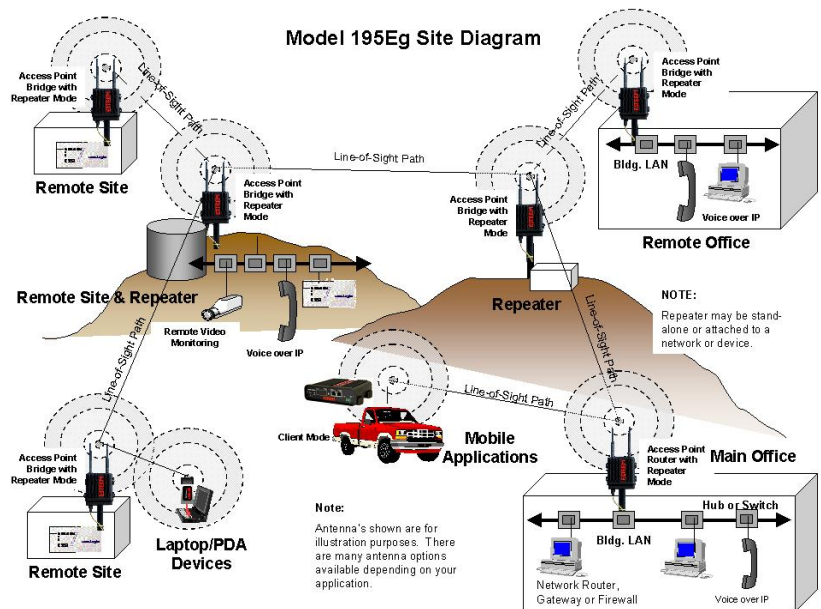 Model 195Eg Site Diagram
Access Point
Bridge with
Repeater Mode
Line-of-Sight Path
Remote Site
Access Point
Bridge with
Repeater
Mode
Line-of-Sight Path
Access Point
Bridge with
Repeater
Mode
Line-of-Sight Path
Access Point
Bridge with
Repeater
Mode
Bldg. LAN
Voice over IP
Remote Office
Remote Site & Repeater
Remote Video
Monitoring
Voice over IP
Repeater
NOTE:
Repeater may be stand-
alone or attached to a
network or device.
Line-of-Sight Path
Line-of-Sight Path
Line-of-Sight Path
Client Mode
Mobile
Applications
Access Point
Bridge with
Repeater Mode
Remote Site
Laptop/PDA
Devices
Note:
Antenna's shown are for
illustration purposes. There
are many antenna options
available depending on your
application.
Main Office
Access Point
Router with
Repeater
Mode
Hub or Switch
Bldg. LAN
Network Router,
Gateway or Firewall
Voice over IP